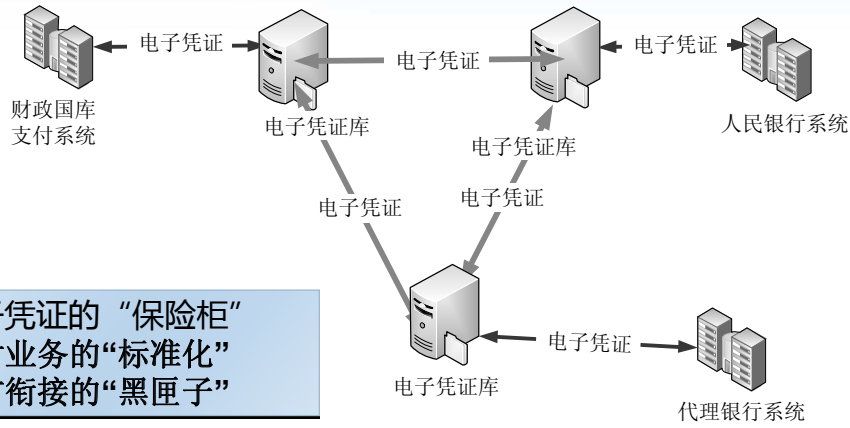 电子凭证
电子凭证
电子凭证
财政国库
支付系统
电子凭证库
人民银行系统
电子凭证库
电子凭证
电子凭证
凭证的“保险柜”
业务的“标准化”
衔接的“黑匣子”
电子凭证
电子凭证库
代理银行系统